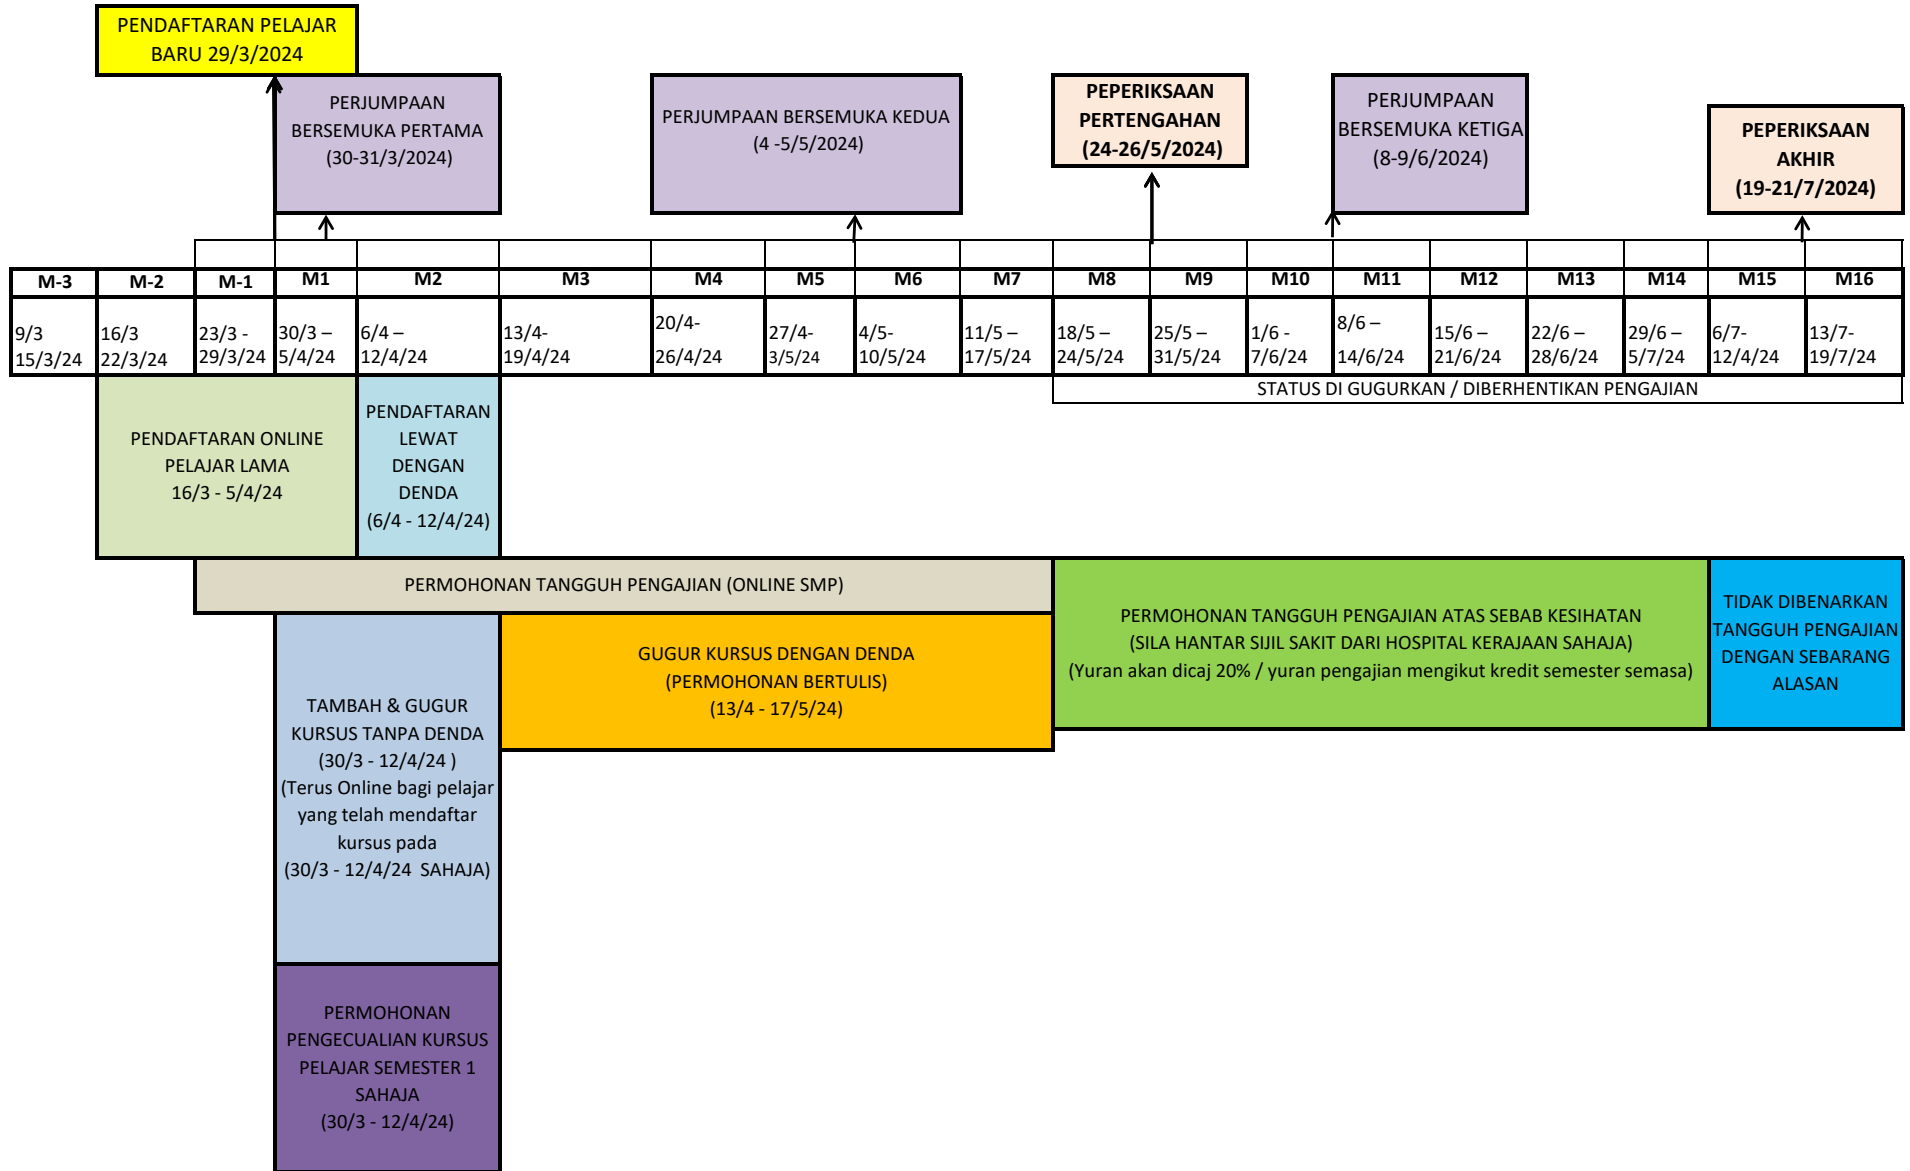 PENDAFTARAN PELAJAR
BARU 29/3/2024
PERJUMPAAN
BERSEMUKA PERTAMA
(30-31/3/2024)
PERJUMPAAN BERSEMUKA KEDUA
(4 -5/5/2024)
PEPERIKSAAN
PERTENGAHAN
(24-26/5/2024)
PERJUMPAAN
BERSEMUKA KETIGA
(8-9/6/2024)
PEPERIKSAAN
AKHIR
(19-21/7/2024)
M-3 M-2 M-1 M1 M2 M3 M4 M5 M6 M7 M8 M9 M10 M11 M12 M13 M14 M15 M16
9/3
15/3/24
16/3
22/3/24
23/3 -
29/3/24
30/3 –
5/4/24
6/4 –
12/4/24
13/4-
19/4/24
20/4-
26/4/24
27/4-
3/5/24
4/5-
10/5/24
11/5 –
17/5/24
18/5 –
24/5/24
25/5 –
31/5/24
1/6 -
7/6/24
8/6 –
14/6/24
15/6 –
21/6/24
22/6 –
28/6/24
29/6 –
5/7/24
6/7-
12/4/24
13/7-
19/7/24
STATUS DI GUGURKAN / DIBERHENTIKAN PENGAJIAN
PENDAFTARAN ONLINE
PELAJAR LAMA
16/3 - 5/4/24
PENDAFTARAN
LEWAT
DENGAN
DENDA
(6/4 - 12/4/24)
PERMOHONAN TANGGUH PENGAJIAN (ONLINE SMP)
PERMOHONAN TANGGUH PENGAJIAN ATAS SEBAB KESIHATAN
(SILA HANTAR SIJIL SAKIT DARI HOSPITAL KERAJAAN SAHAJA)
(Yuran akan dicaj 20% / yuran pengajian mengikut kredit semester semasa)
TIDAK DIBENARKAN
TANGGUH PENGAJIAN
DENGAN SEBARANG
ALASAN
GUGUR KURSUS DENGAN DENDA
(PERMOHONAN BERTULIS)
(13/4 - 17/5/24)
TAMBAH & GUGUR
KURSUS TANPA DENDA
(30/3 - 12/4/24 )
(Terus Online bagi pelajar
yang telah mendaftar
kursus pada
(30/3 - 12/4/24 SAHAJA)
PERMOHONAN
PENGECUALIAN KURSUS
PELAJAR SEMESTER 1
SAHAJA
(30/3 - 12/4/24)